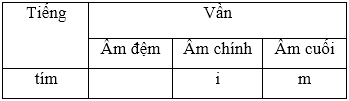 Tiếng Vần
Âm đệm Âm chính Âm cuối
tím i m